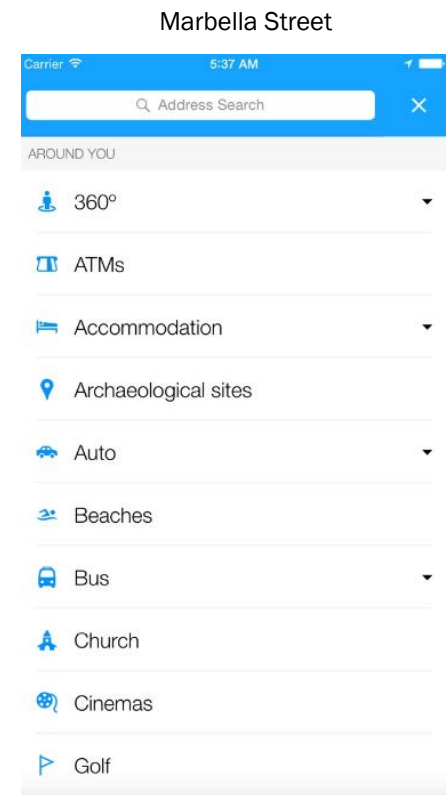 Marbella Street
Carrier 5:37 AM
Address Search
AROUND YOU
360º
ATMs
Accommodation
Archaeological sites
Auto
Beaches
Bus
Church
Cinemas
Golf